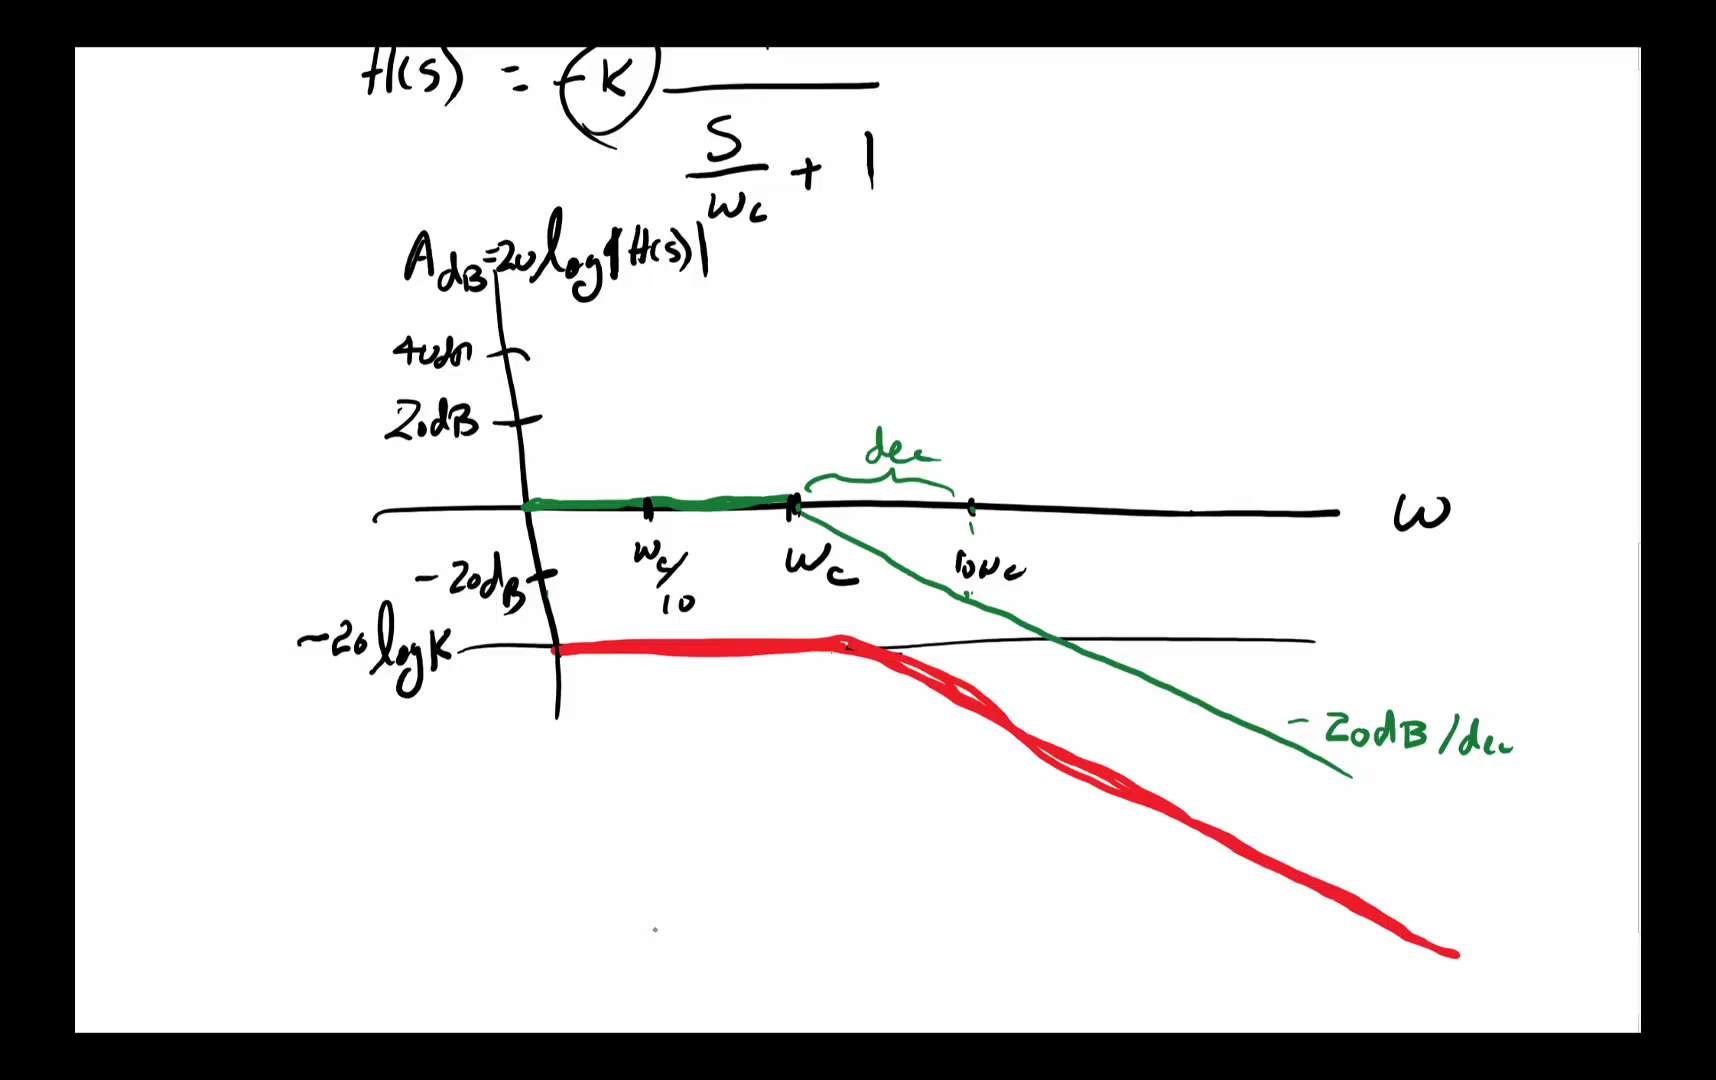 H(s) = -K
s
ωc
+ 1
AdB=20log|H(s)|
40dB
20dB
dec
ω
ωc/10
ωc
10ωc
-20dB
-20logK
-20dB/dec